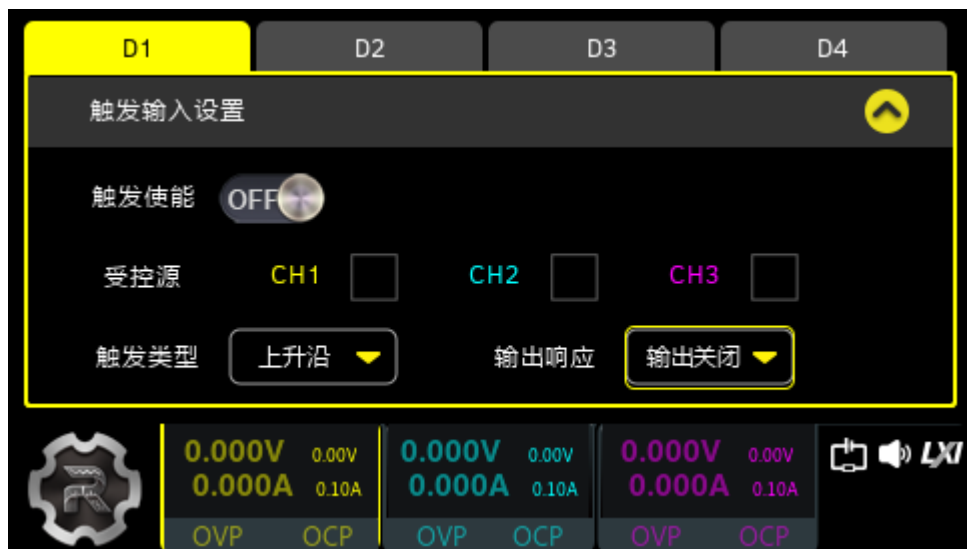 D1 D2 D3 D4
触发输入设置
触发使能 OFF
受控源 CH1 CH2 CH3
触发类型 上升沿 输出响应 输出关闭
0.000V 0.00V 0.000V 0.00V 0.000V 0.00V LXI
0.000A 0.10A 0.000A 0.10A 0.000A 0.10A
R
OVP OCP OVP OCP OVP OCP